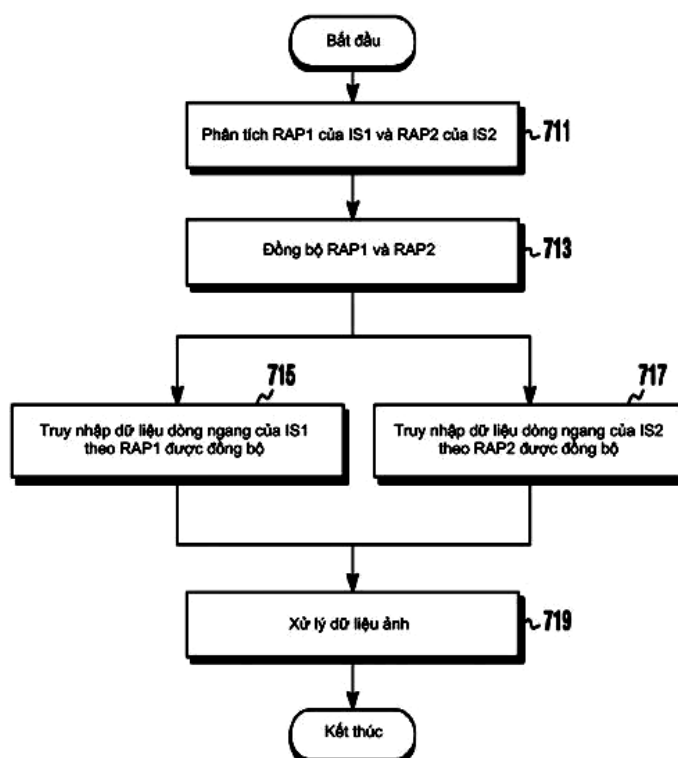 Bắt đầu
Phân tích RAP1 của IS1 và RAP2 của IS2
711
Đồng bộ RAP1 và RAP2
713
715
Truy nhập dữ liệu dòng ngang của IS1
theo RAP1 được đồng bộ
717
Truy nhập dữ liệu dòng ngang của IS2
theo RAP2 được đồng bộ
Xử lý dữ liệu ảnh
719
Kết thúc